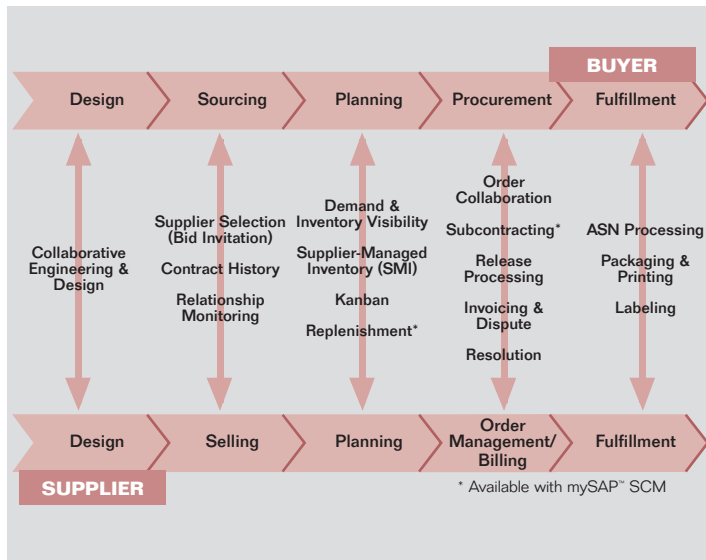 BUYER
Design
Sourcing
Planning
Procurement
Fulfillment
Collaborative
Engineering &
Design
Supplier Selection
(Bid Invitation)
Contract History
Relationship
Monitoring
Demand &
Inventory Visibility
Supplier-Managed
Inventory (SMI)
Kanban
Replenishment*
Order
Collaboration
Subcontracting*
Release
Processing
Invoicing &
Dispute
Resolution
ASN Processing
Packaging &
Printing
Labeling
Design
Selling
Planning
Order
Management/
Billing
Fulfillment
SUPPLIER
* Available with mySAP™ SCM